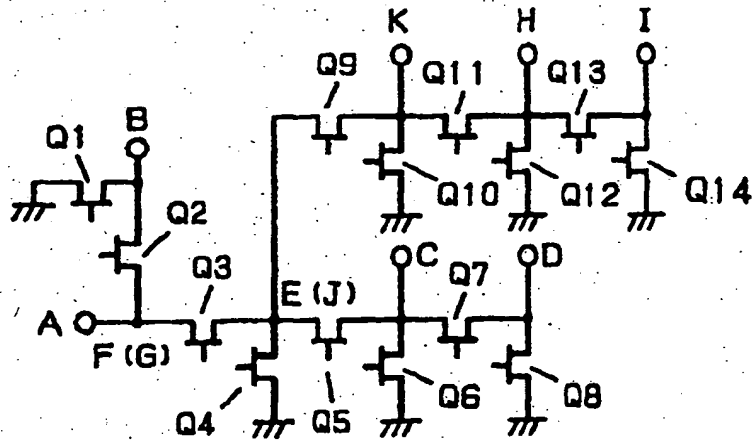 K H I
Q9 Q11 Q13
B
Q1
Q10 Q12 Q14
Q2
C D
Q3 Q7
E (J)
A
F (G)
Q4 Q5 Q6 Q8